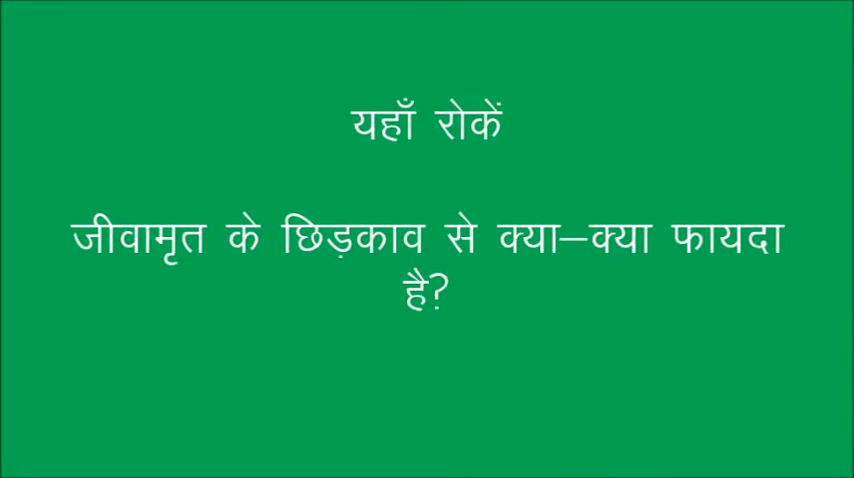 यहाँ रोकें
जीवामृत के छिड़काव से क्या–क्या फायदा
है?